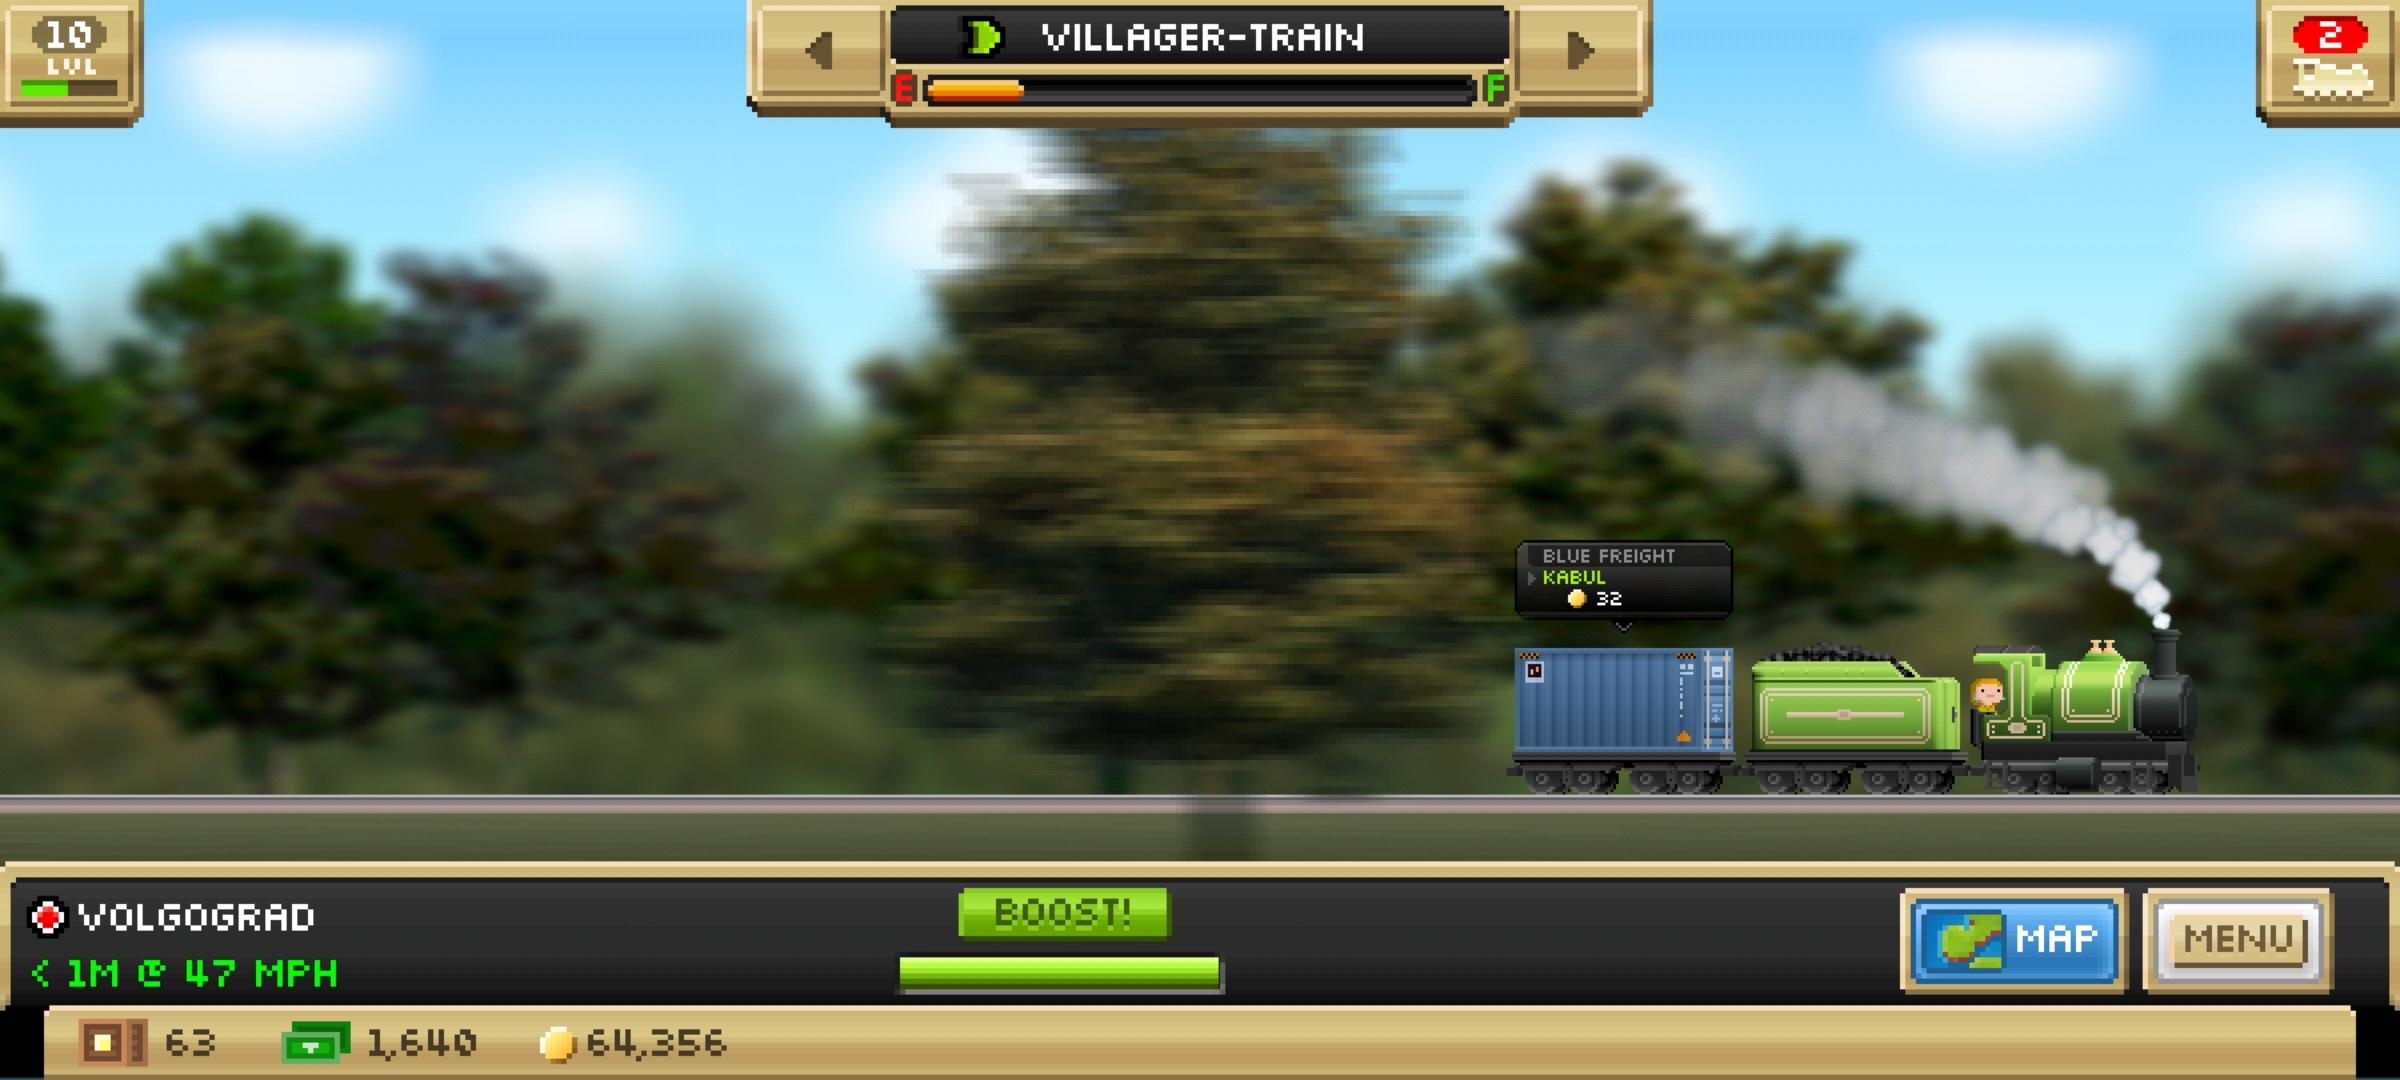 10
LVL
VILLAGER-TRAIN
E F
2
BLUE FREIGHT
KABUL
32
VOLGOGRAD
< 1M @ 47 MPH
BOOST!
MAP
MENU
63
1,640
64,356